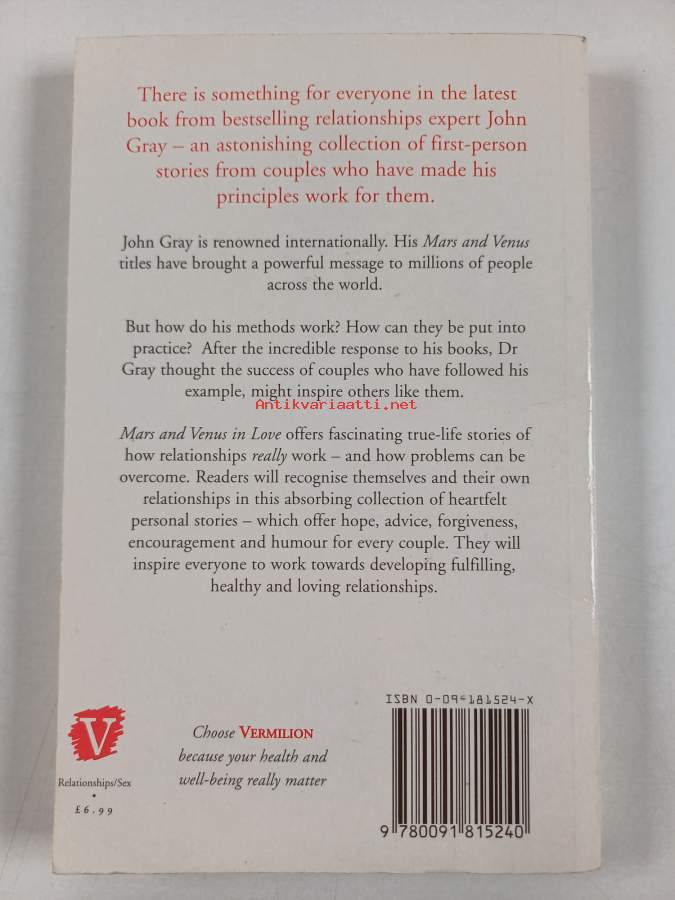 There is something for everyone in the latest
book from bestselling relationships expert John
Gray – an astonishing collection of first-person
stories from couples who have made his
principles work for them.
John Gray is renowned internationally. His Mars and Venus
titles have brought a powerful message to millions of people
across the world.
But how do his methods work? How can they be put into
practice? After the incredible response to his books, Dr
Gray thought the success of couples who have followed his
example, might inspire others like them.
Antikvariaatti.net
Mars and Venus in Love offers fascinating true-life stories of
how relationships really work – and how problems can be
overcome. Readers will recognise themselves and their own
relationships in this absorbing collection of heartfelt
personal stories – which offer hope, advice, forgiveness,
encouragement and humour for every couple. They will
inspire everyone to work towards developing fulfilling,
healthy and loving relationships.
V
Relationships/Sex
•
£6.99
Choose VERMILION
because your health and
well-being really matter
ISBN 0-09-181524-X
9 780091 815240